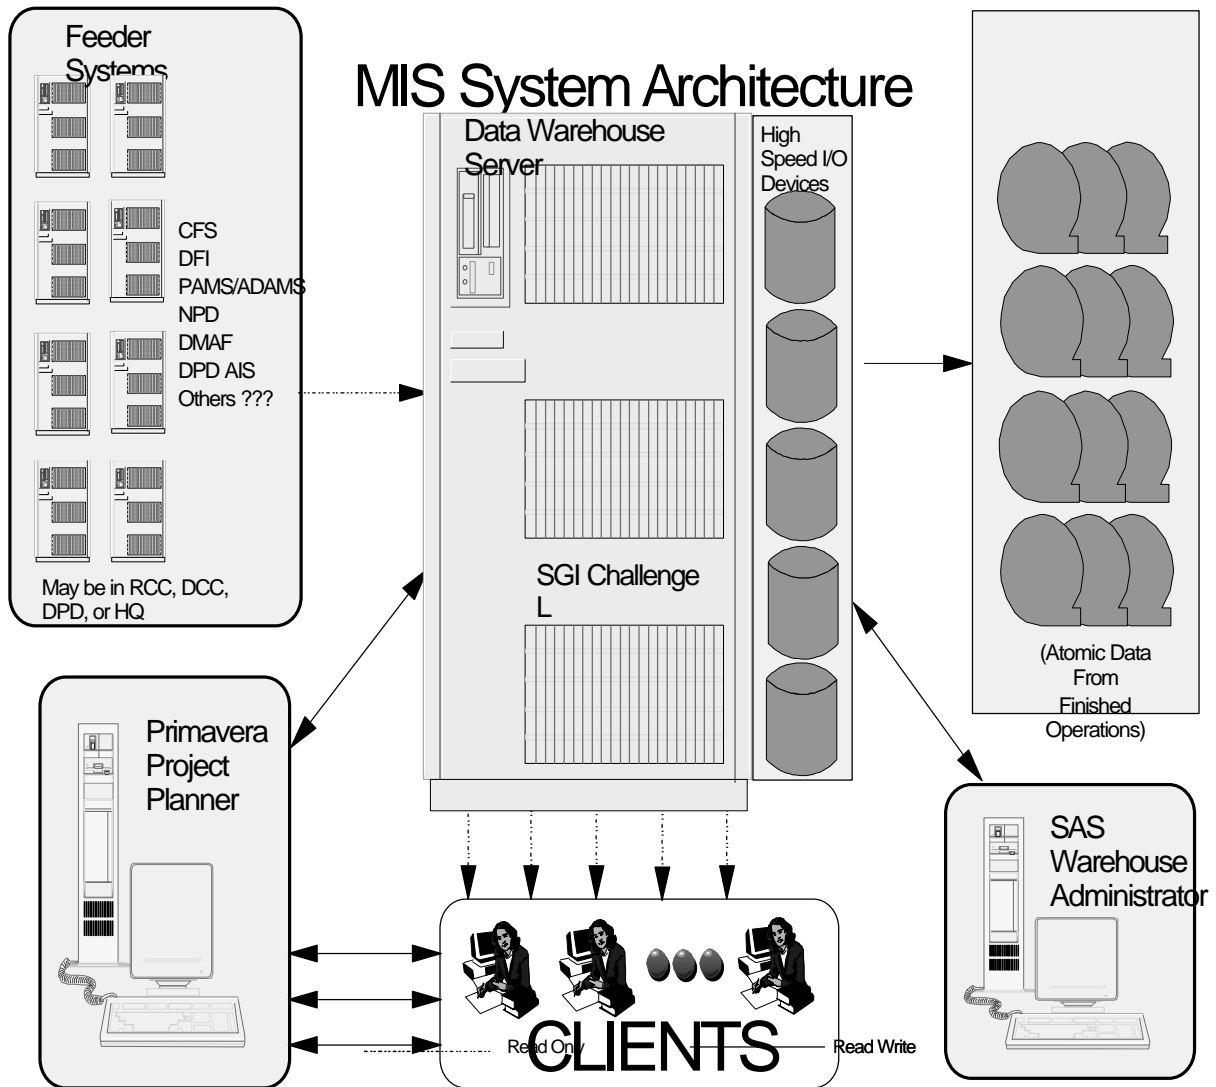 Feeder
Systems
MIS System Architecture
Data Warehouse
Server
High
Speed I/O
Devices
CFS
DFI
PAMS/ADAMS
NPD
DMAF
DPD AIS
Others ???
May be in RCC, DCC,
DPD, or HQ
SGI Challenge
L
(Atomic Data
From
Finished
Operations)
Primavera
Project
Planner
SAS
Warehouse
Administrator
CLIENTS
Read Only
Read Write